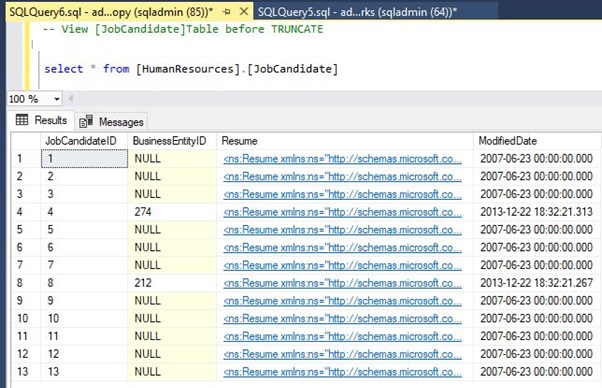 SQLQuery6.sql - ad...opy (sqladmin (85))* SQLQuery5.sql - ad...rks (sqladmin (64))*
-- View [JobCandidate]Table before TRUNCATE
select * from [HumanResources].[JobCandidate]
100 %
Results Messages
JobCandidateID BusinessEntityID Resume ModifiedDate
1 1 NULL <ns:Resume xmlns:ns="http://schemas.microsoft.co... 2007-06-23 00:00:00.000
2 2 NULL <ns:Resume xmlns:ns="http://schemas.microsoft.co... 2007-06-23 00:00:00.000
3 3 NULL <ns:Resume xmlns:ns="http://schemas.microsoft.co... 2007-06-23 00:00:00.000
4 4 274 <ns:Resume xmlns:ns="http://schemas.microsoft.co... 2013-12-22 18:32:21.313
5 5 NULL <ns:Resume xmlns:ns="http://schemas.microsoft.co... 2007-06-23 00:00:00.000
6 6 NULL <ns:Resume xmlns:ns="http://schemas.microsoft.co... 2007-06-23 00:00:00.000
7 7 NULL <ns:Resume xmlns:ns="http://schemas.microsoft.co... 2007-06-23 00:00:00.000
8 8 212 <ns:Resume xmlns:ns="http://schemas.microsoft.co... 2013-12-22 18:32:21.267
9 9 NULL <ns:Resume xmlns:ns="http://schemas.microsoft.co... 2007-06-23 00:00:00.000
10 10 NULL <ns:Resume xmlns:ns="http://schemas.microsoft.co... 2007-06-23 00:00:00.000
11 11 NULL <ns:Resume xmlns:ns="http://schemas.microsoft.co... 2007-06-23 00:00:00.000
12 12 NULL <ns:Resume xmlns:ns="http://schemas.microsoft.co... 2007-06-23 00:00:00.000
13 13 NULL <ns:Resume xmlns:ns="http://schemas.microsoft.co... 2007-06-23 00:00:00.000